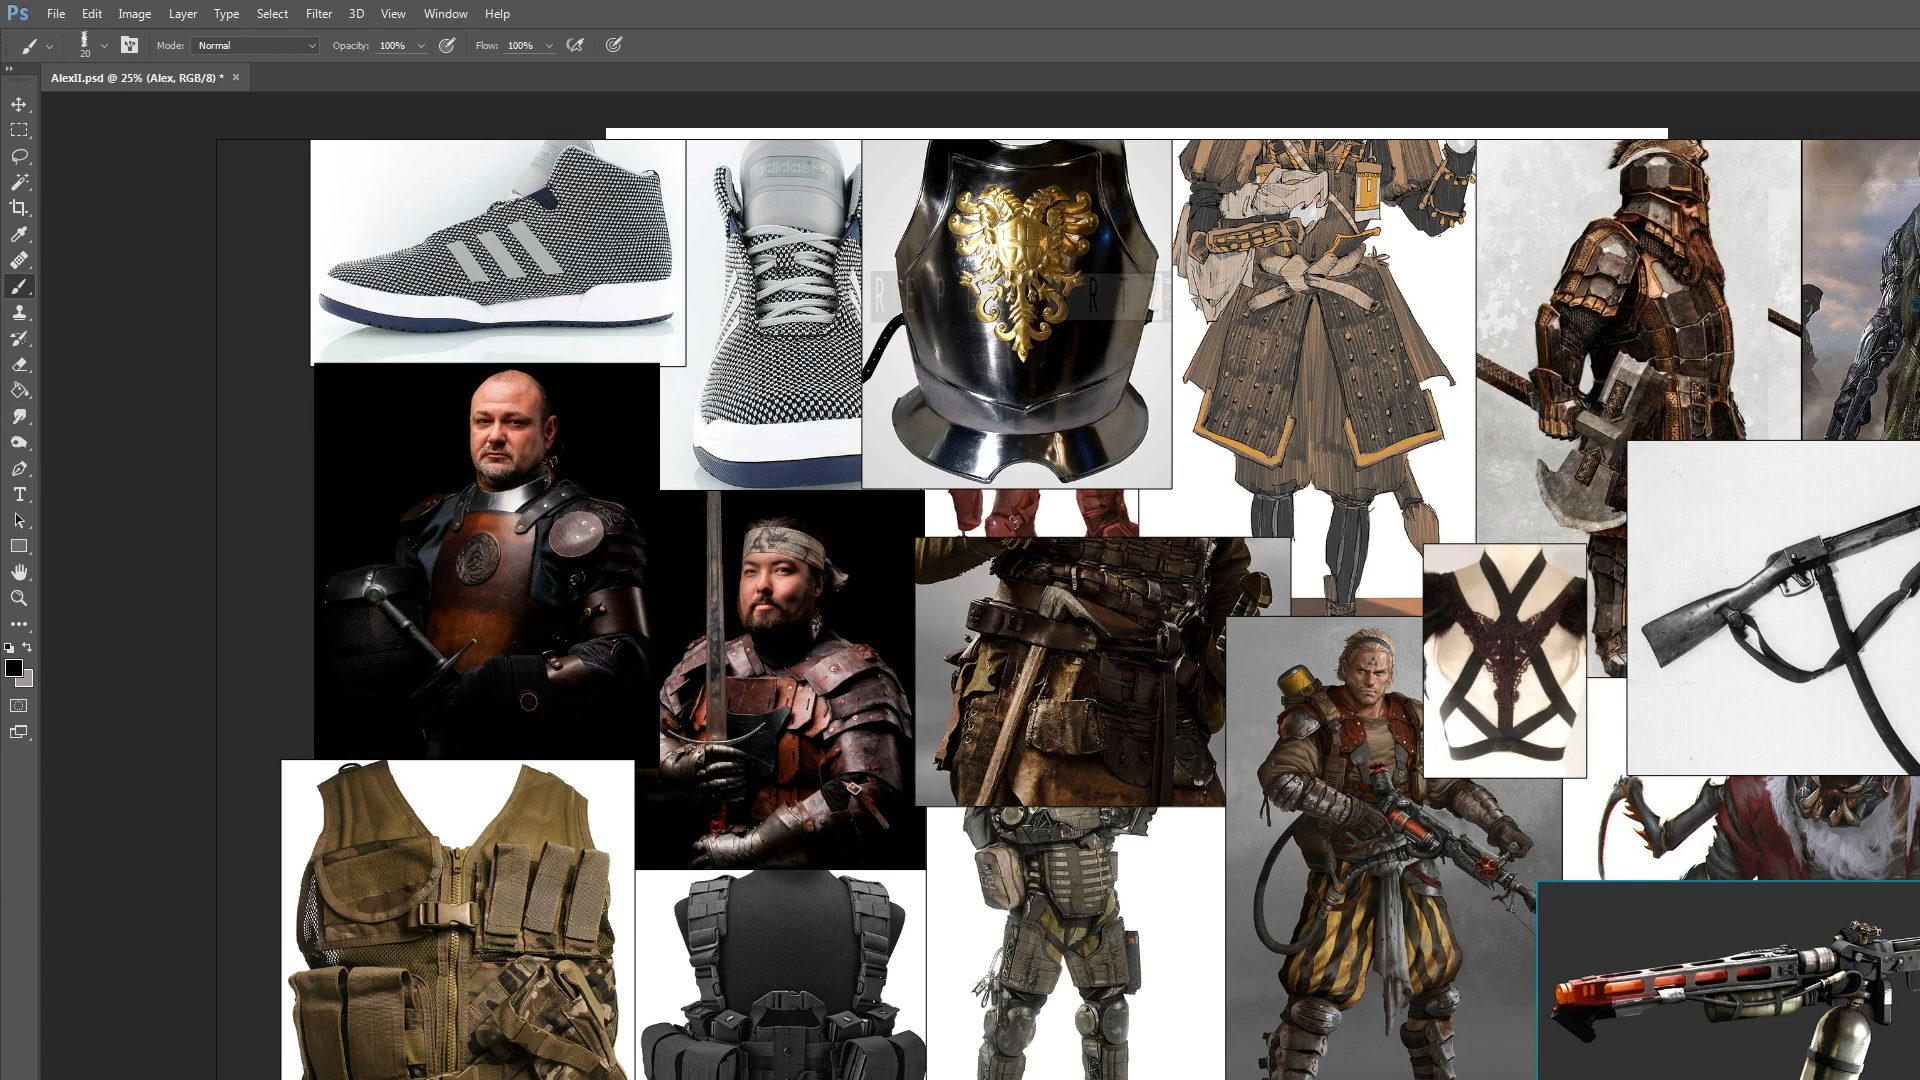 Ps File Edit Image Layer Type Select Filter 3D View Window Help
20 Mode: Normal Opacity: 100% Flow: 100%
AlexII.psd @ 25% (Alex, RGB/8) * ×
adidas